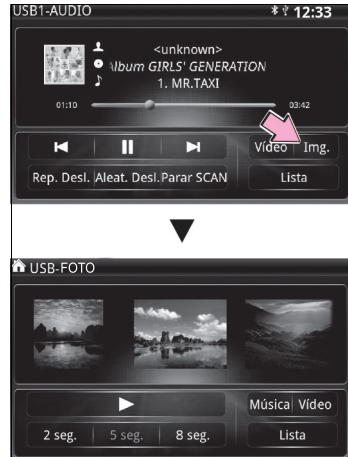 USB1-AUDIO 12:33
<unknown>
Album GIRLS' GENERATION
1. MR.TAXI
01:10 03:42
Vídeo Img.
Rep. Desl. Aleat. Desl. Parar SCAN Lista
USB-FOTO
Música Vídeo
2 seg. 5 seg. 8 seg. Lista